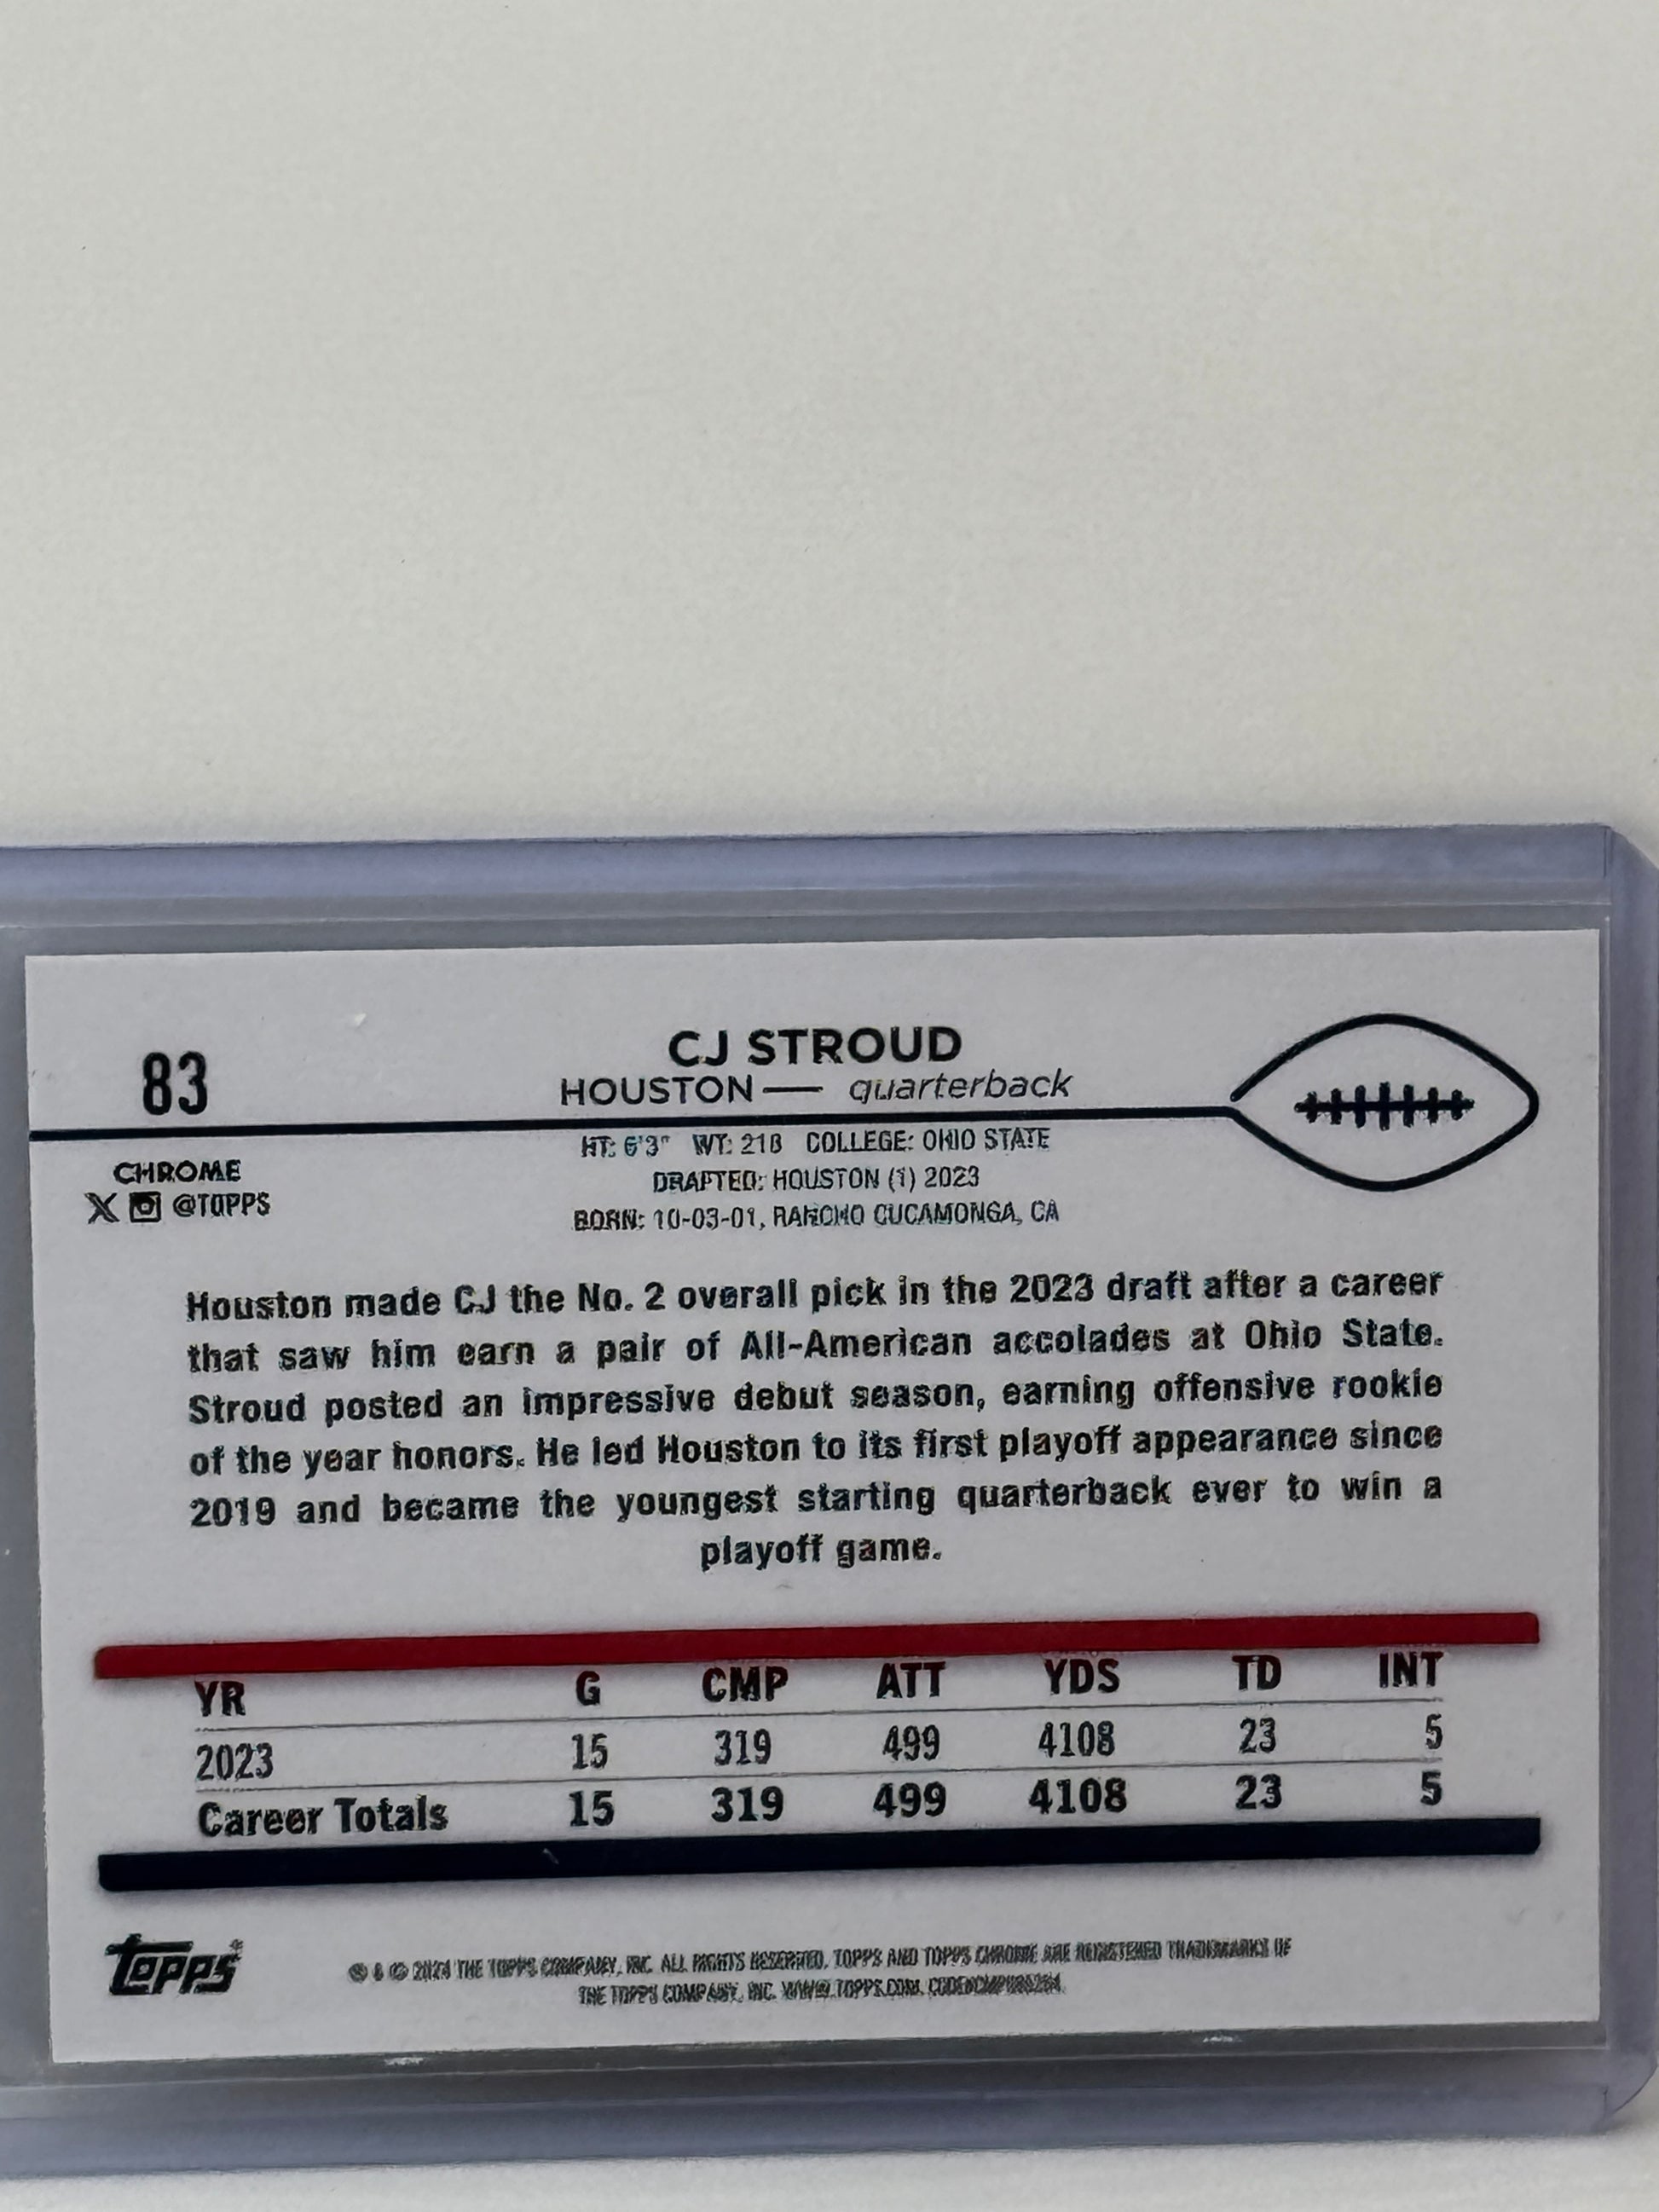 83
CJ STROUD
HOUSTON — quarterback
HT: 6'3" WT: 218 COLLEGE: OHIO STATE
DRAFTED: HOUSTON (1) 2023
BORN: 10-03-01, RANCHO CUCAMONGA, CA
CHROME
X @TOPPS
Houston made CJ the No. 2 overall pick in the 2023 draft after a career
that saw him earn a pair of All-American accolades at Ohio State.
Stroud posted an impressive debut season, earning offensive rookie
of the year honors. He led Houston to its first playoff appearance since
2019 and became the youngest starting quarterback ever to win a
playoff game.
YR G CMP ATT YDS TD INT
2023 15 319 499 4108 23 5
Career Totals 15 319 499 4108 23 5
Topps
® & © 2024 THE TOPPS COMPANY, INC. ALL RIGHTS RESERVED. TOPPS AND TOPPS CHROME ARE REGISTERED TRADEMARKS OF
THE TOPPS COMPANY, INC. WWW.TOPPS.COM.